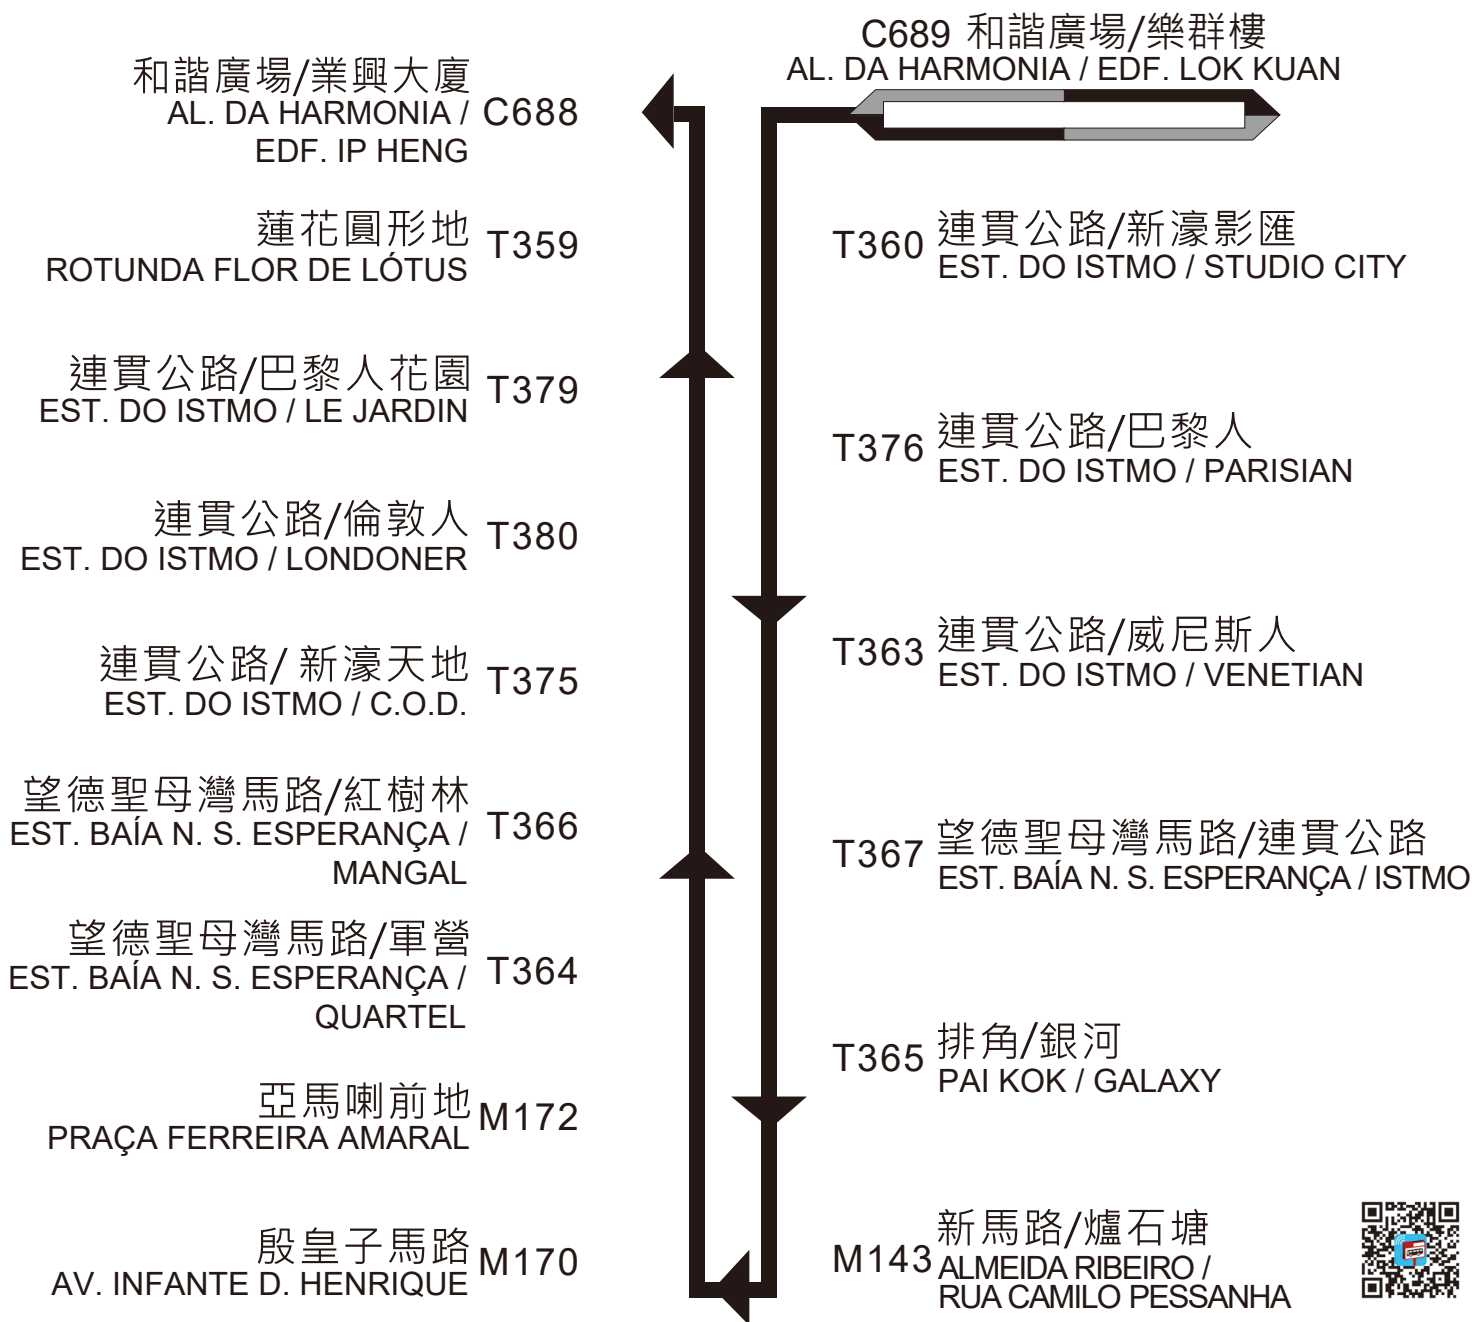 C689 和諧廣場/樂群樓
AL. DA HARMONIA / EDF. LOK KUAN
和諧廣場/業興大廈
AL. DA HARMONIA / C688
EDF. IP HENG
蓮花圓形地 T359
ROTUNDA FLOR DE LÓTUS
連貫公路/巴黎人花園 T379
EST. DO ISTMO / LE JARDIN
連貫公路/倫敦人 T380
EST. DO ISTMO / LONDONER
連貫公路/ 新濠天地 T375
EST. DO ISTMO / C.O.D.
望德聖母灣馬路/紅樹林
EST. BAÍA N. S. ESPERANÇA / T366
MANGAL
望德聖母灣馬路/軍營
EST. BAÍA N. S. ESPERANÇA / T364
QUARTEL
亞馬喇前地 M172
PRAÇA FERREIRA AMARAL
殷皇子馬路 M170
AV. INFANTE D. HENRIQUE
T360 連貫公路/新濠影匯
EST. DO ISTMO / STUDIO CITY
T376 連貫公路/巴黎人
EST. DO ISTMO / PARISIAN
T363 連貫公路/威尼斯人
EST. DO ISTMO / VENETIAN
T367 望德聖母灣馬路/連貫公路
EST. BAÍA N. S. ESPERANÇA / ISTMO
T365 排角/銀河
PAI KOK / GALAXY
M143 新馬路/爐石塘
ALMEIDA RIBEIRO /
RUA CAMILO PESSANHA